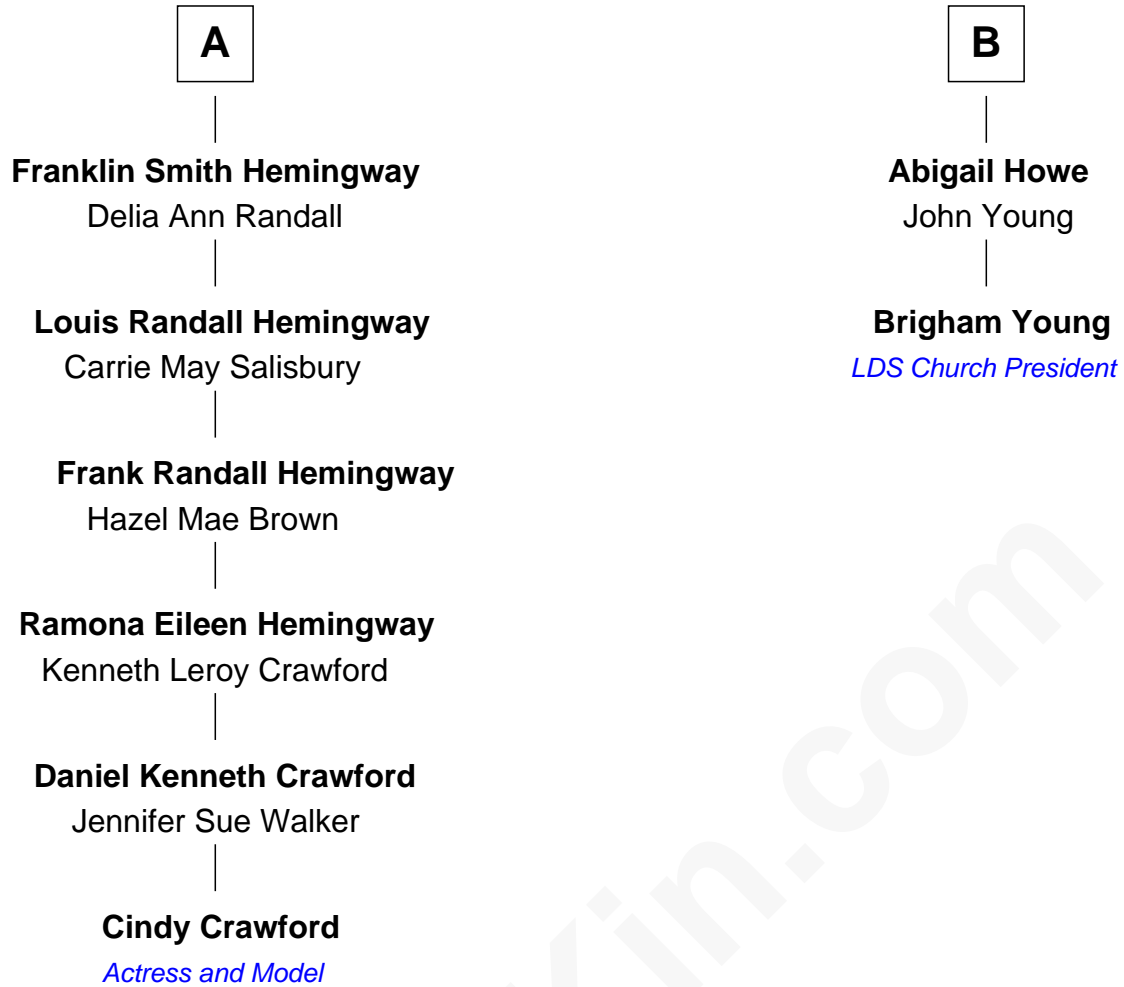 A
Franklin Smith Hemingway
Delia Ann Randall
Louis Randall Hemingway
Carrie May Salisbury
Frank Randall Hemingway
Hazel Mae Brown
Ramona Eileen Hemingway
Kenneth Leroy Crawford
Daniel Kenneth Crawford
Jennifer Sue Walker
Cindy Crawford
Actress and Model
B
Abigail Howe
John Young
Brigham Young
LDS Church President